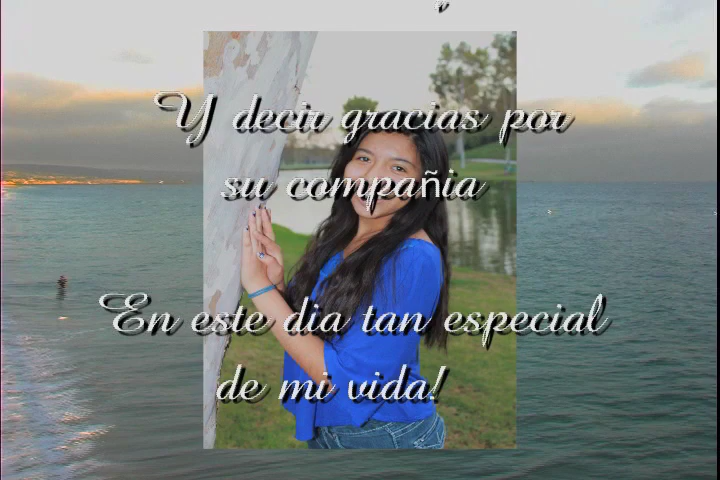 Y decir gracias por
su compañia
En este dia tan especial
de mi vida!